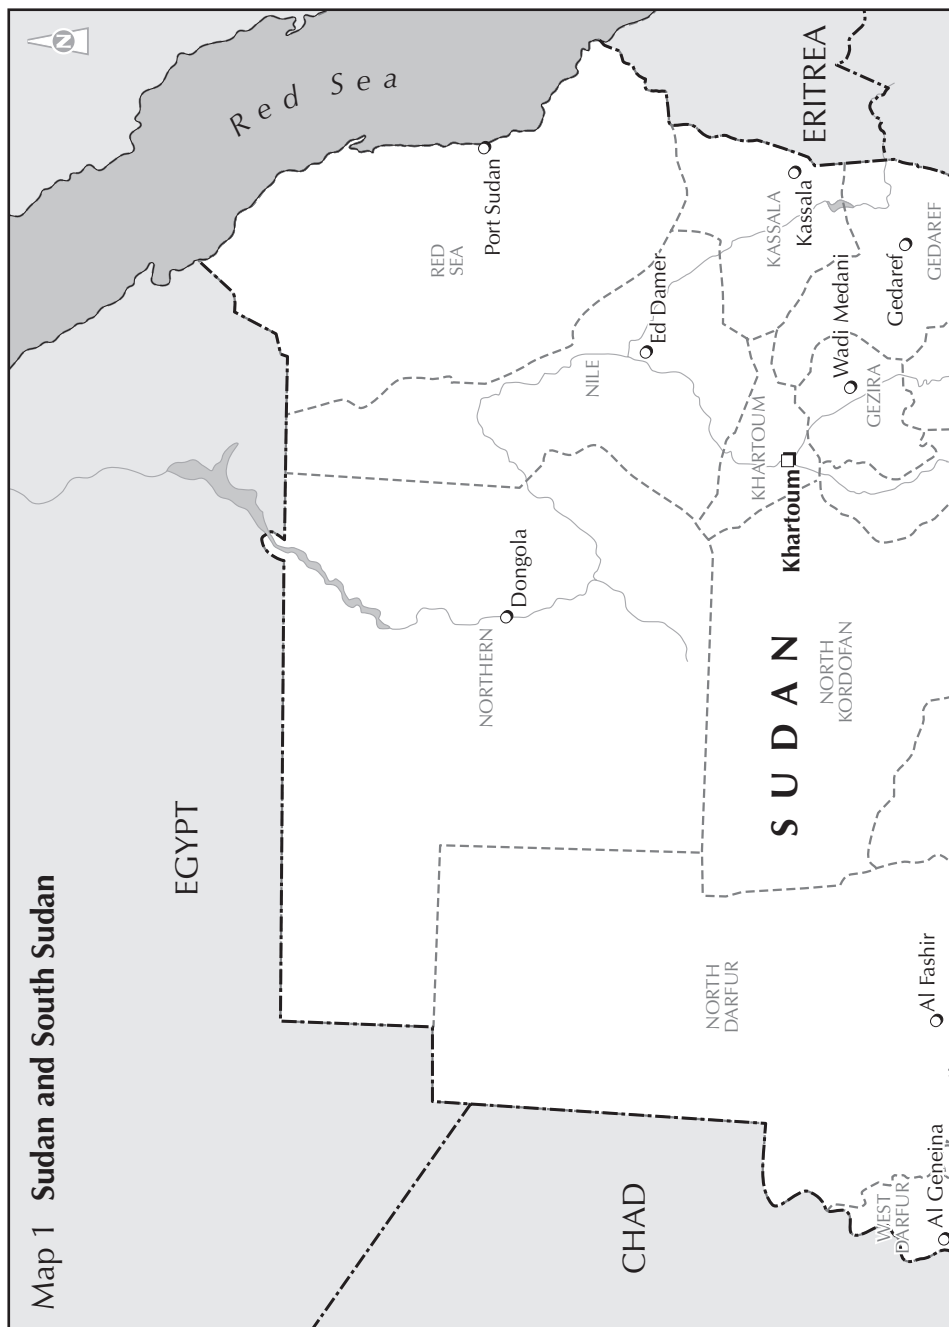 Map 1 Sudan and South Sudan
N
Red Sea
EGYPT
ERITREA
CHAD
SUDAN
RED
SEA
Port Sudan
NORTHERN
Dongola
NILE
Ed Damer
KASSALA
Kassala
KHARTOUM
Khartoum
Wadi Medani
GEZIRA
Gedaref
GEDAREF
NORTH
KORDOFAN
NORTH
DARFUR
Al Fashir
WEST
DARFUR
Al Geneina